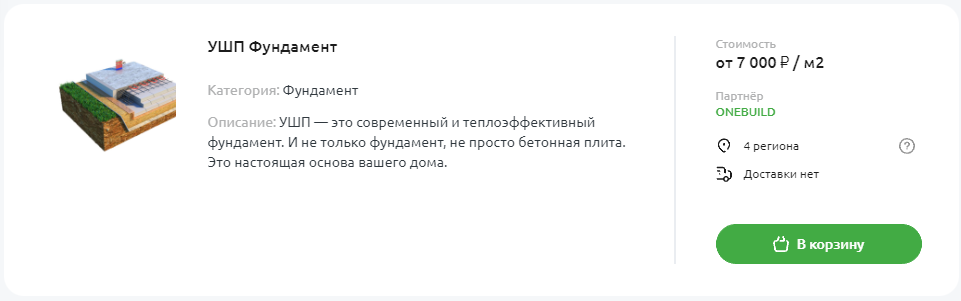 УШП Фундамент
Категория: Фундамент
Описание: УШП — это современный и теплоэффективный
фундамент. И не только фундамент, не просто бетонная плита.
Это настоящая основа вашего дома.
Стоимость
от 7 000 ₽ / м2
Партнёр
ONEBUILD
4 региона
?
Доставки нет
В корзину